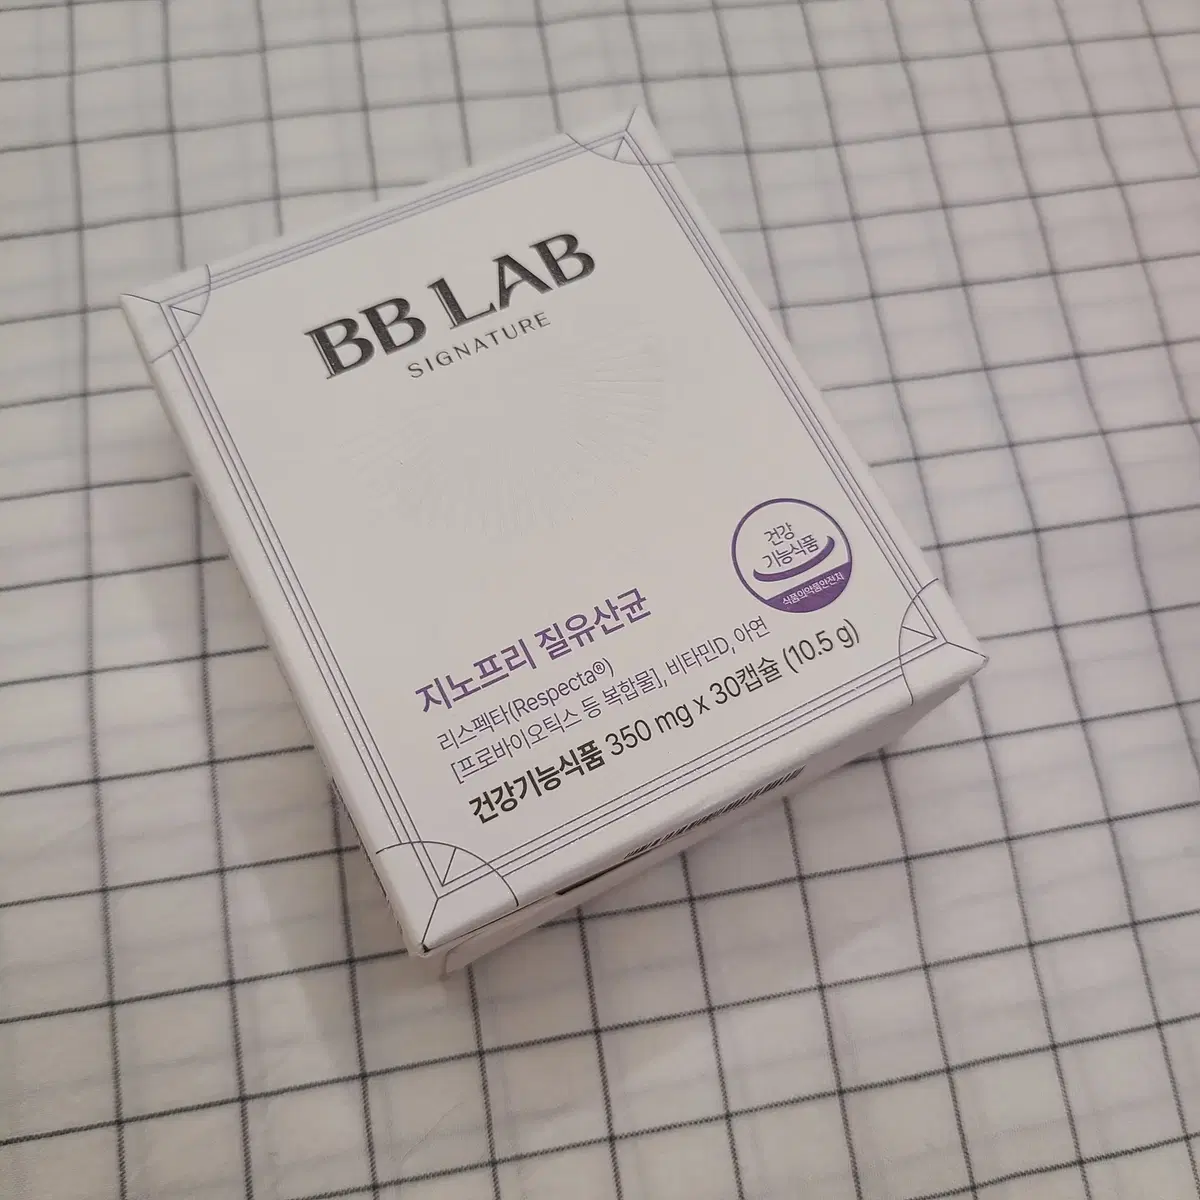 BB LAB
SIGNATURE
건강
기능식품
식품의약품안전처
지노프리 질유산균
리스펙타(Respecta®)
[프로바이오틱스 등 복합물], 비타민D, 아연
건강기능식품 350 mg x 30캡슐 (10.5 g)